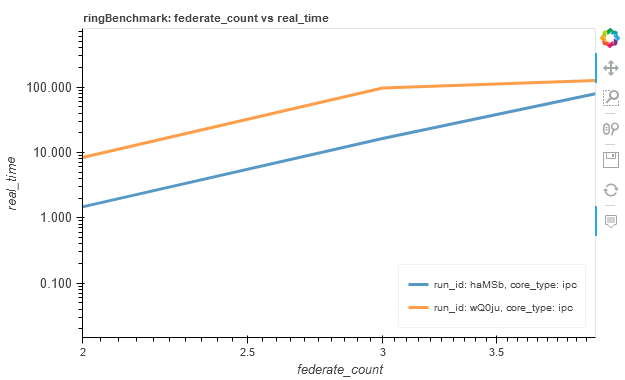 ringBenchmark: federate_count vs real_time
100.000
10.000
1.000
0.100
real_time
run_id: haMSb, core_type: ipc
run_id: wQ0ju, core_type: ipc
2
2.5
3
3.5
federate_count